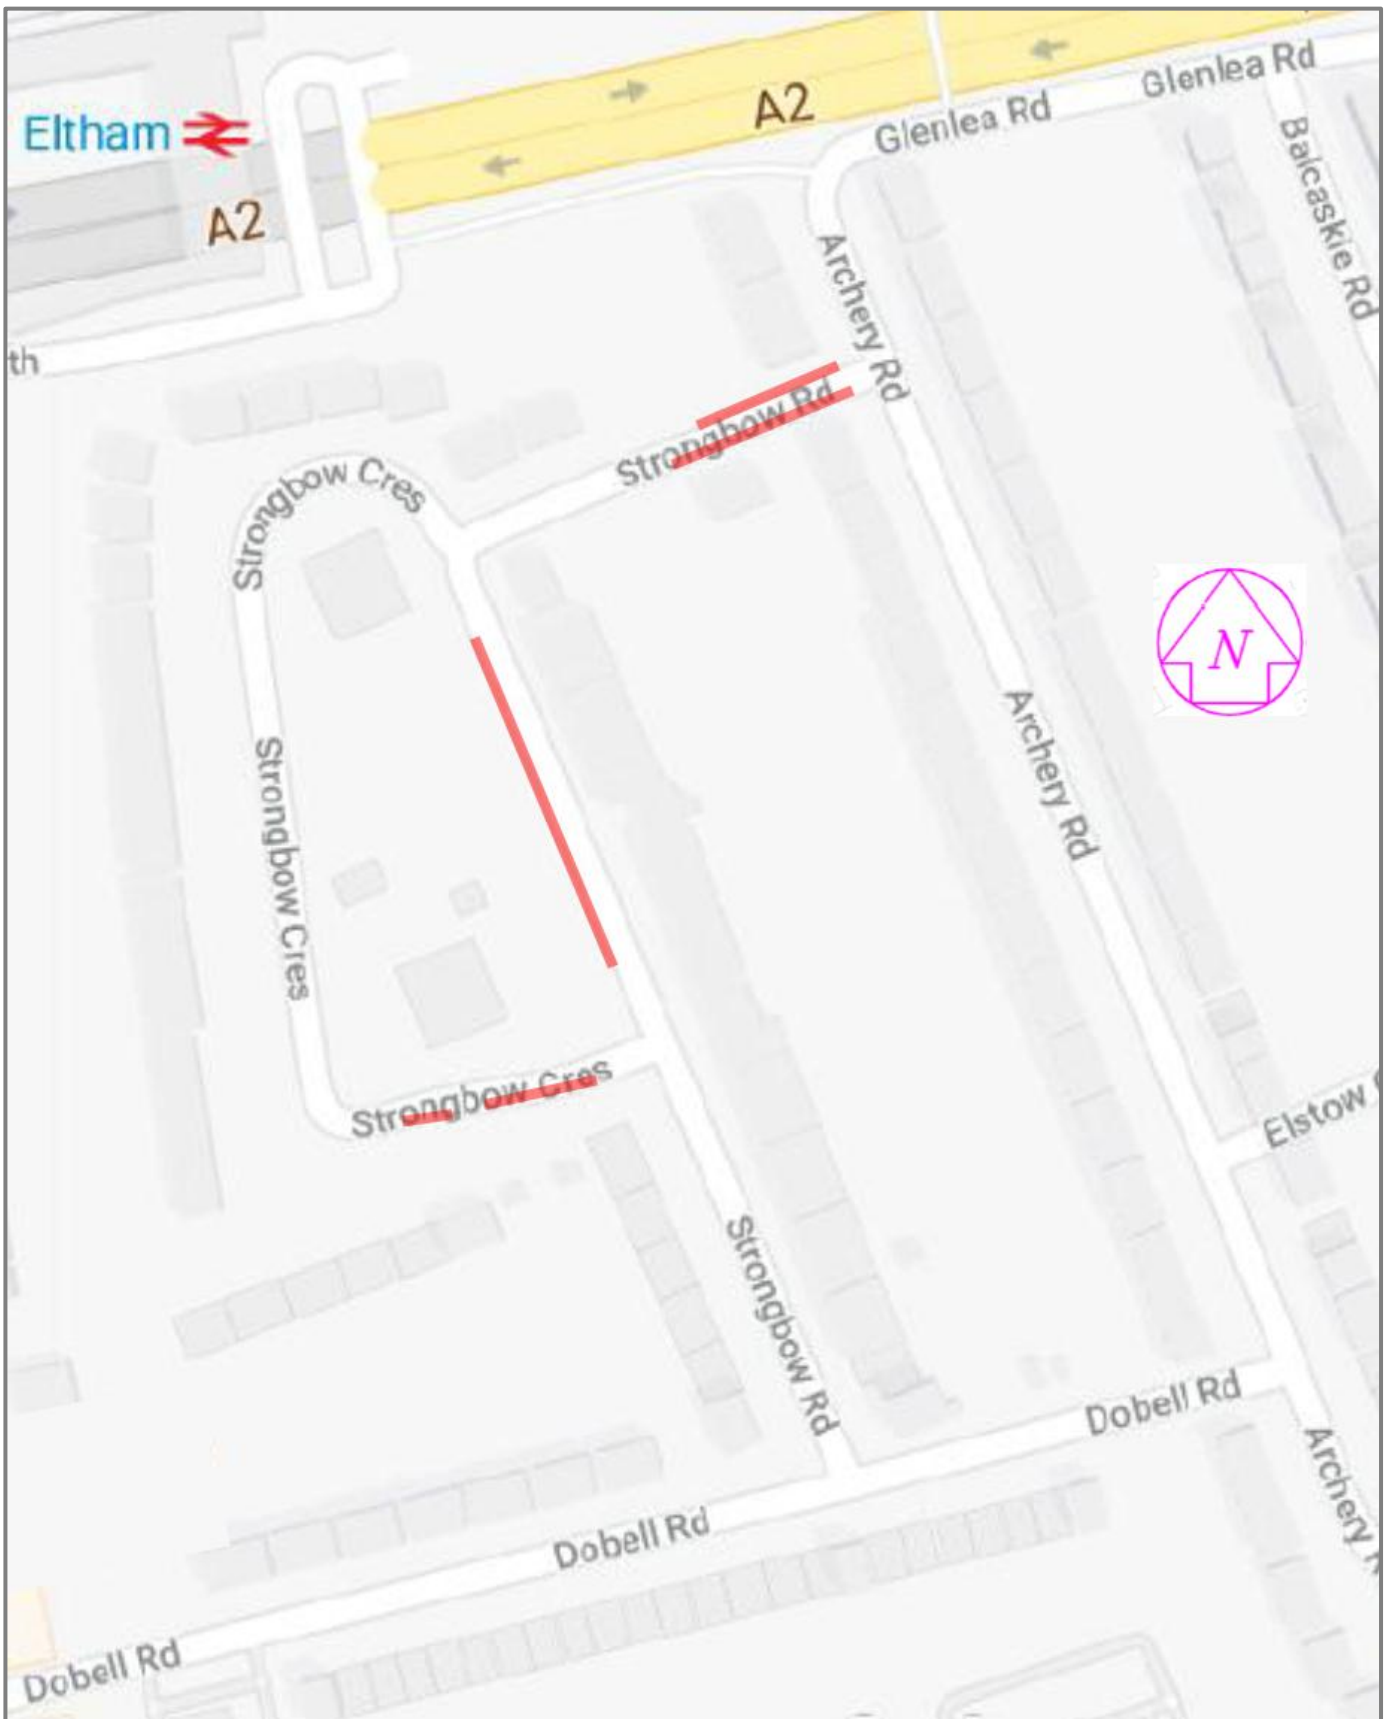 Glenlea Rd
A2
Glenlea Rd
Eltham
Balcaskie Rd
A2
Archery Rd
th
Strongbow Rd
Strongbow Cres
N
Archery Rd
Strongbow Cres
Strongbow Cres
Elstow
Strongbow Rd
Dobell Rd
Archery
Dobell Rd
Dobell Rd